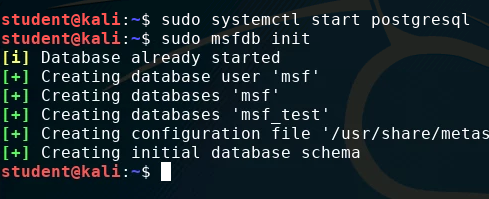 student@kali:~$ sudo systemctl start postgresql
student@kali:~$ sudo msfdb init
[i] Database already started
[+] Creating database user 'msf'
[+] Creating databases 'msf'
[+] Creating databases 'msf_test'
[+] Creating configuration file '/usr/share/metas
[+] Creating initial database schema
student@kali:~$